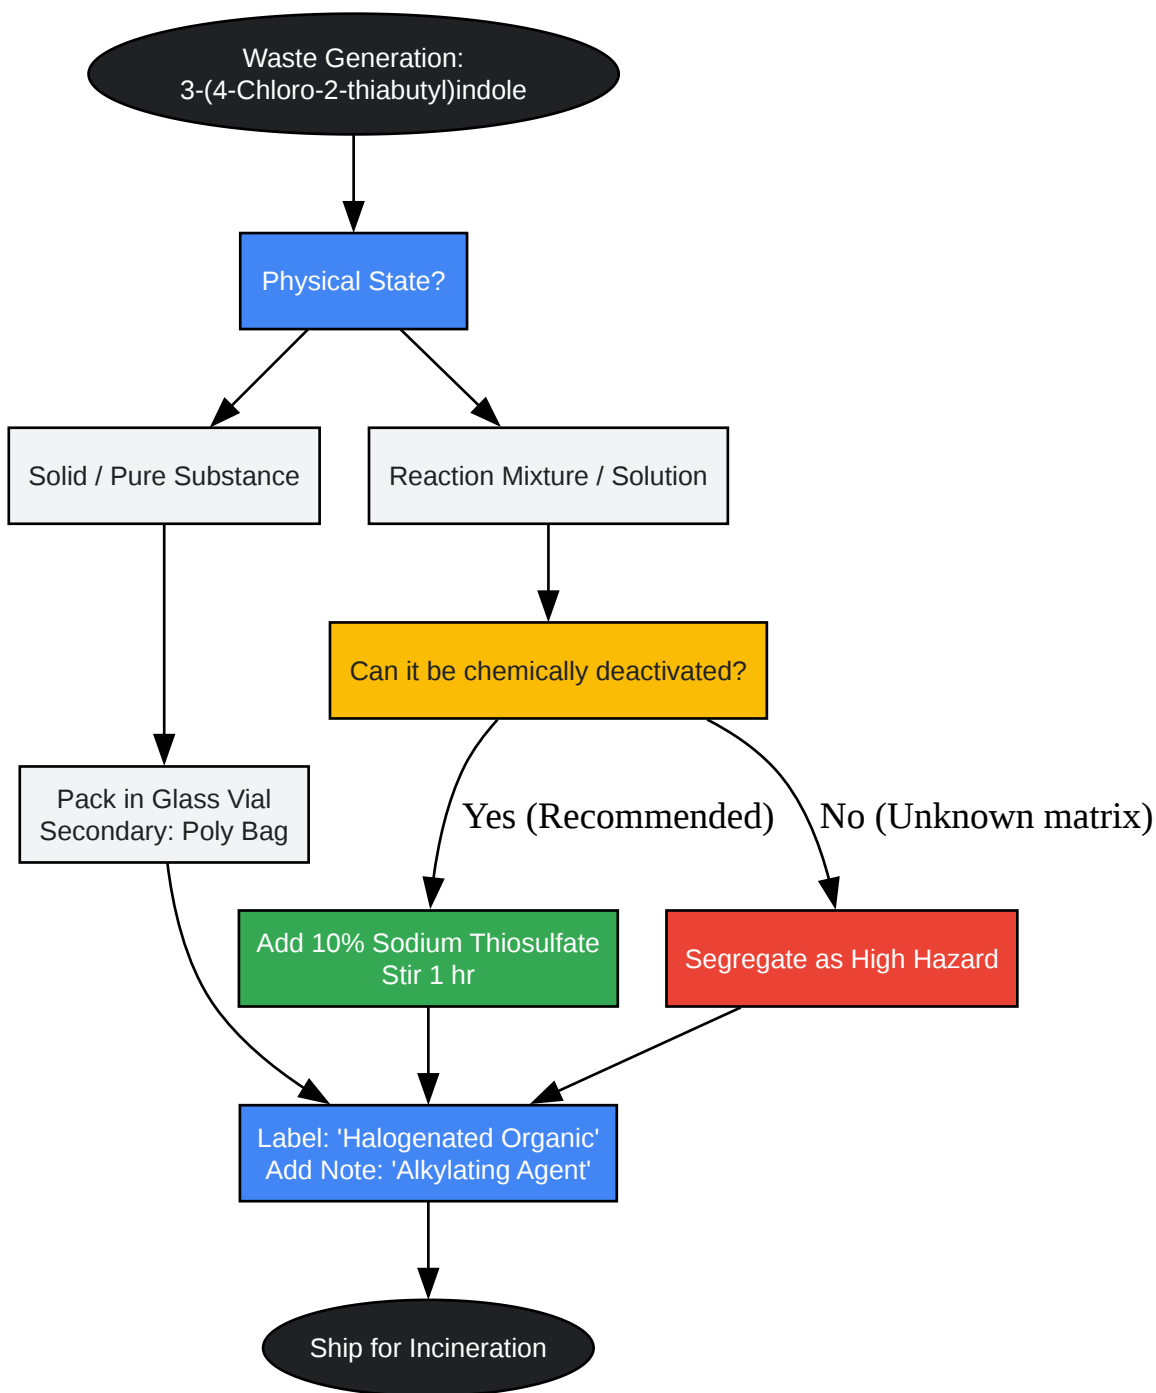 Waste Generation:
3-(4-Chloro-2-thiabutyl)indole
Physical State?
Solid / Pure Substance
Reaction Mixture / Solution
Can it be chemically deactivated?
Pack in Glass Vial
Secondary: Poly Bag
Yes (Recommended)
No (Unknown matrix)
Add 10% Sodium Thiosulfate
Stir 1 hr
Segregate as High Hazard
Label: 'Halogenated Organic'
Add Note: 'Alkylating Agent'
Ship for Incineration